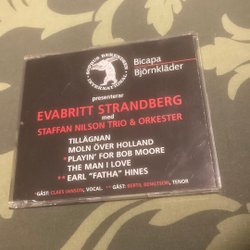 Bicapa
Björnkläder
presenterar
EVABRITT STRANDBERG
med
STAFFAN NILSON TRIO & ORKESTER
TILLÄGNAN
MOLN ÖVER HOLLAND
* PLAYIN' FOR BOB MOORE
THE MAN I LOVE
** EARL "FATHA" HINES
*GÄST: CLAES JANSON, VOCAL. ** GÄST: BERTIL BENGTSON, TENOR